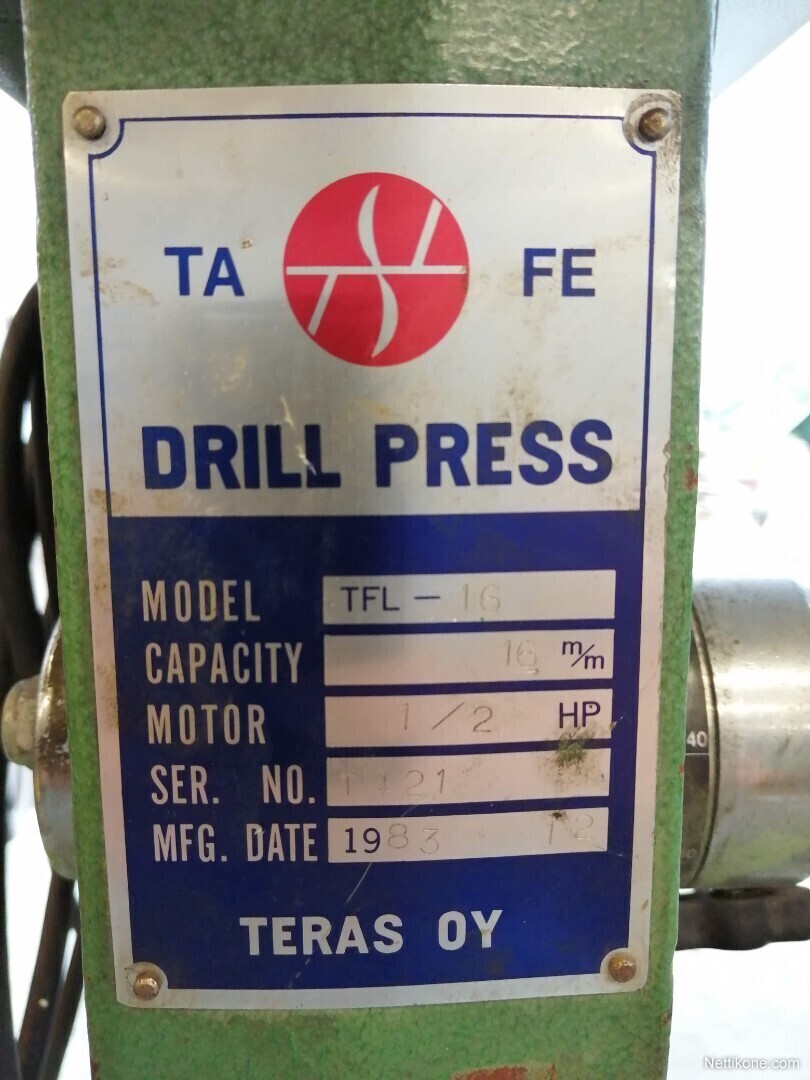 TA FE
DRILL PRESS
MODEL TFL - 16
CAPACITY 16 m/m
MOTOR 1/2 HP
SER. NO.
MFG. DATE 1983 12
TERAS OY
40
Nettikone.com